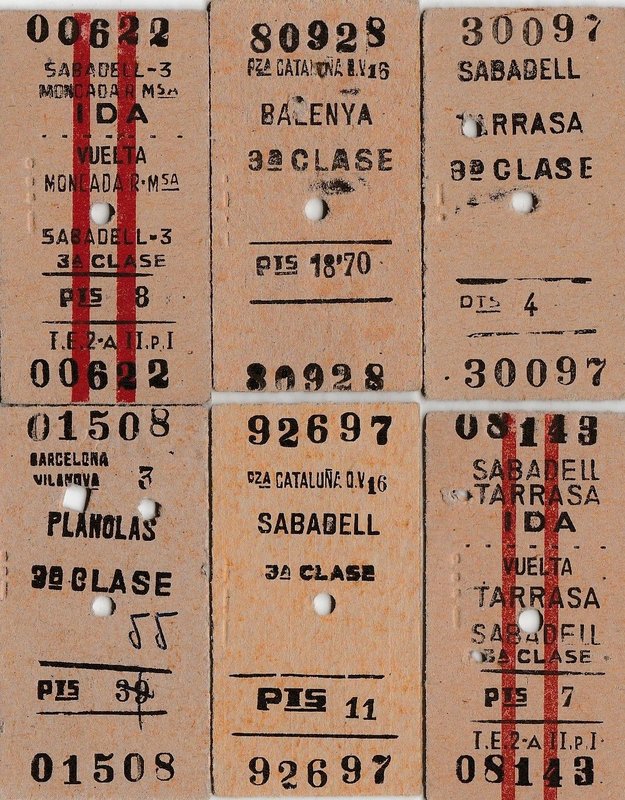 00622
SABADELL-3
MONCADA R MSA
IDA
VUELTA
MONCADA R·MSA
SABADELL-3
3ª CLASE
PTS 8
T.E.2-A II.P.I
00622
80928
PZA CATALUÑA O.V16
BALENYA
3ª CLASE
PTS 18'70
80928
30097
SABADELL
TARRASA
3ª CLASE
PTS 4
30097
01508
BARCELONA
VILANOVA 3
PLANOLAS
3ª CLASE
55
PTS 39
01508
92697
PZA CATALUÑA O.V16
SABADELL
3ª CLASE
PTS 11
92697
08143
SABADELL
TARRASA
IDA
VUELTA
TARRASA
SABADELL
3ª CLASE
PTS 7
T.E.2-A II.P.I
08143